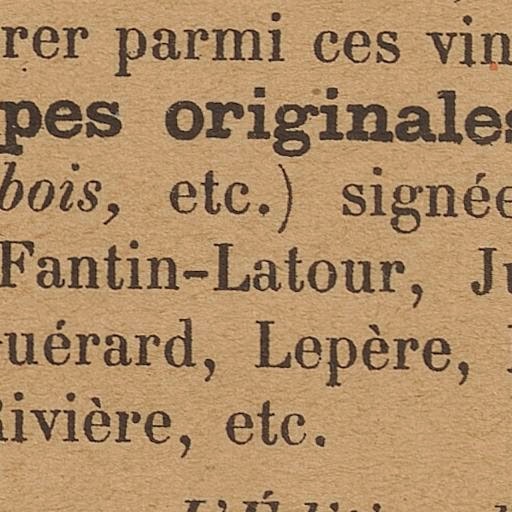 rer parmi ces vin
pes originales
bois, etc.) signée
Fantin-Latour, Ju
uérard, Lepère,
ivière, etc.